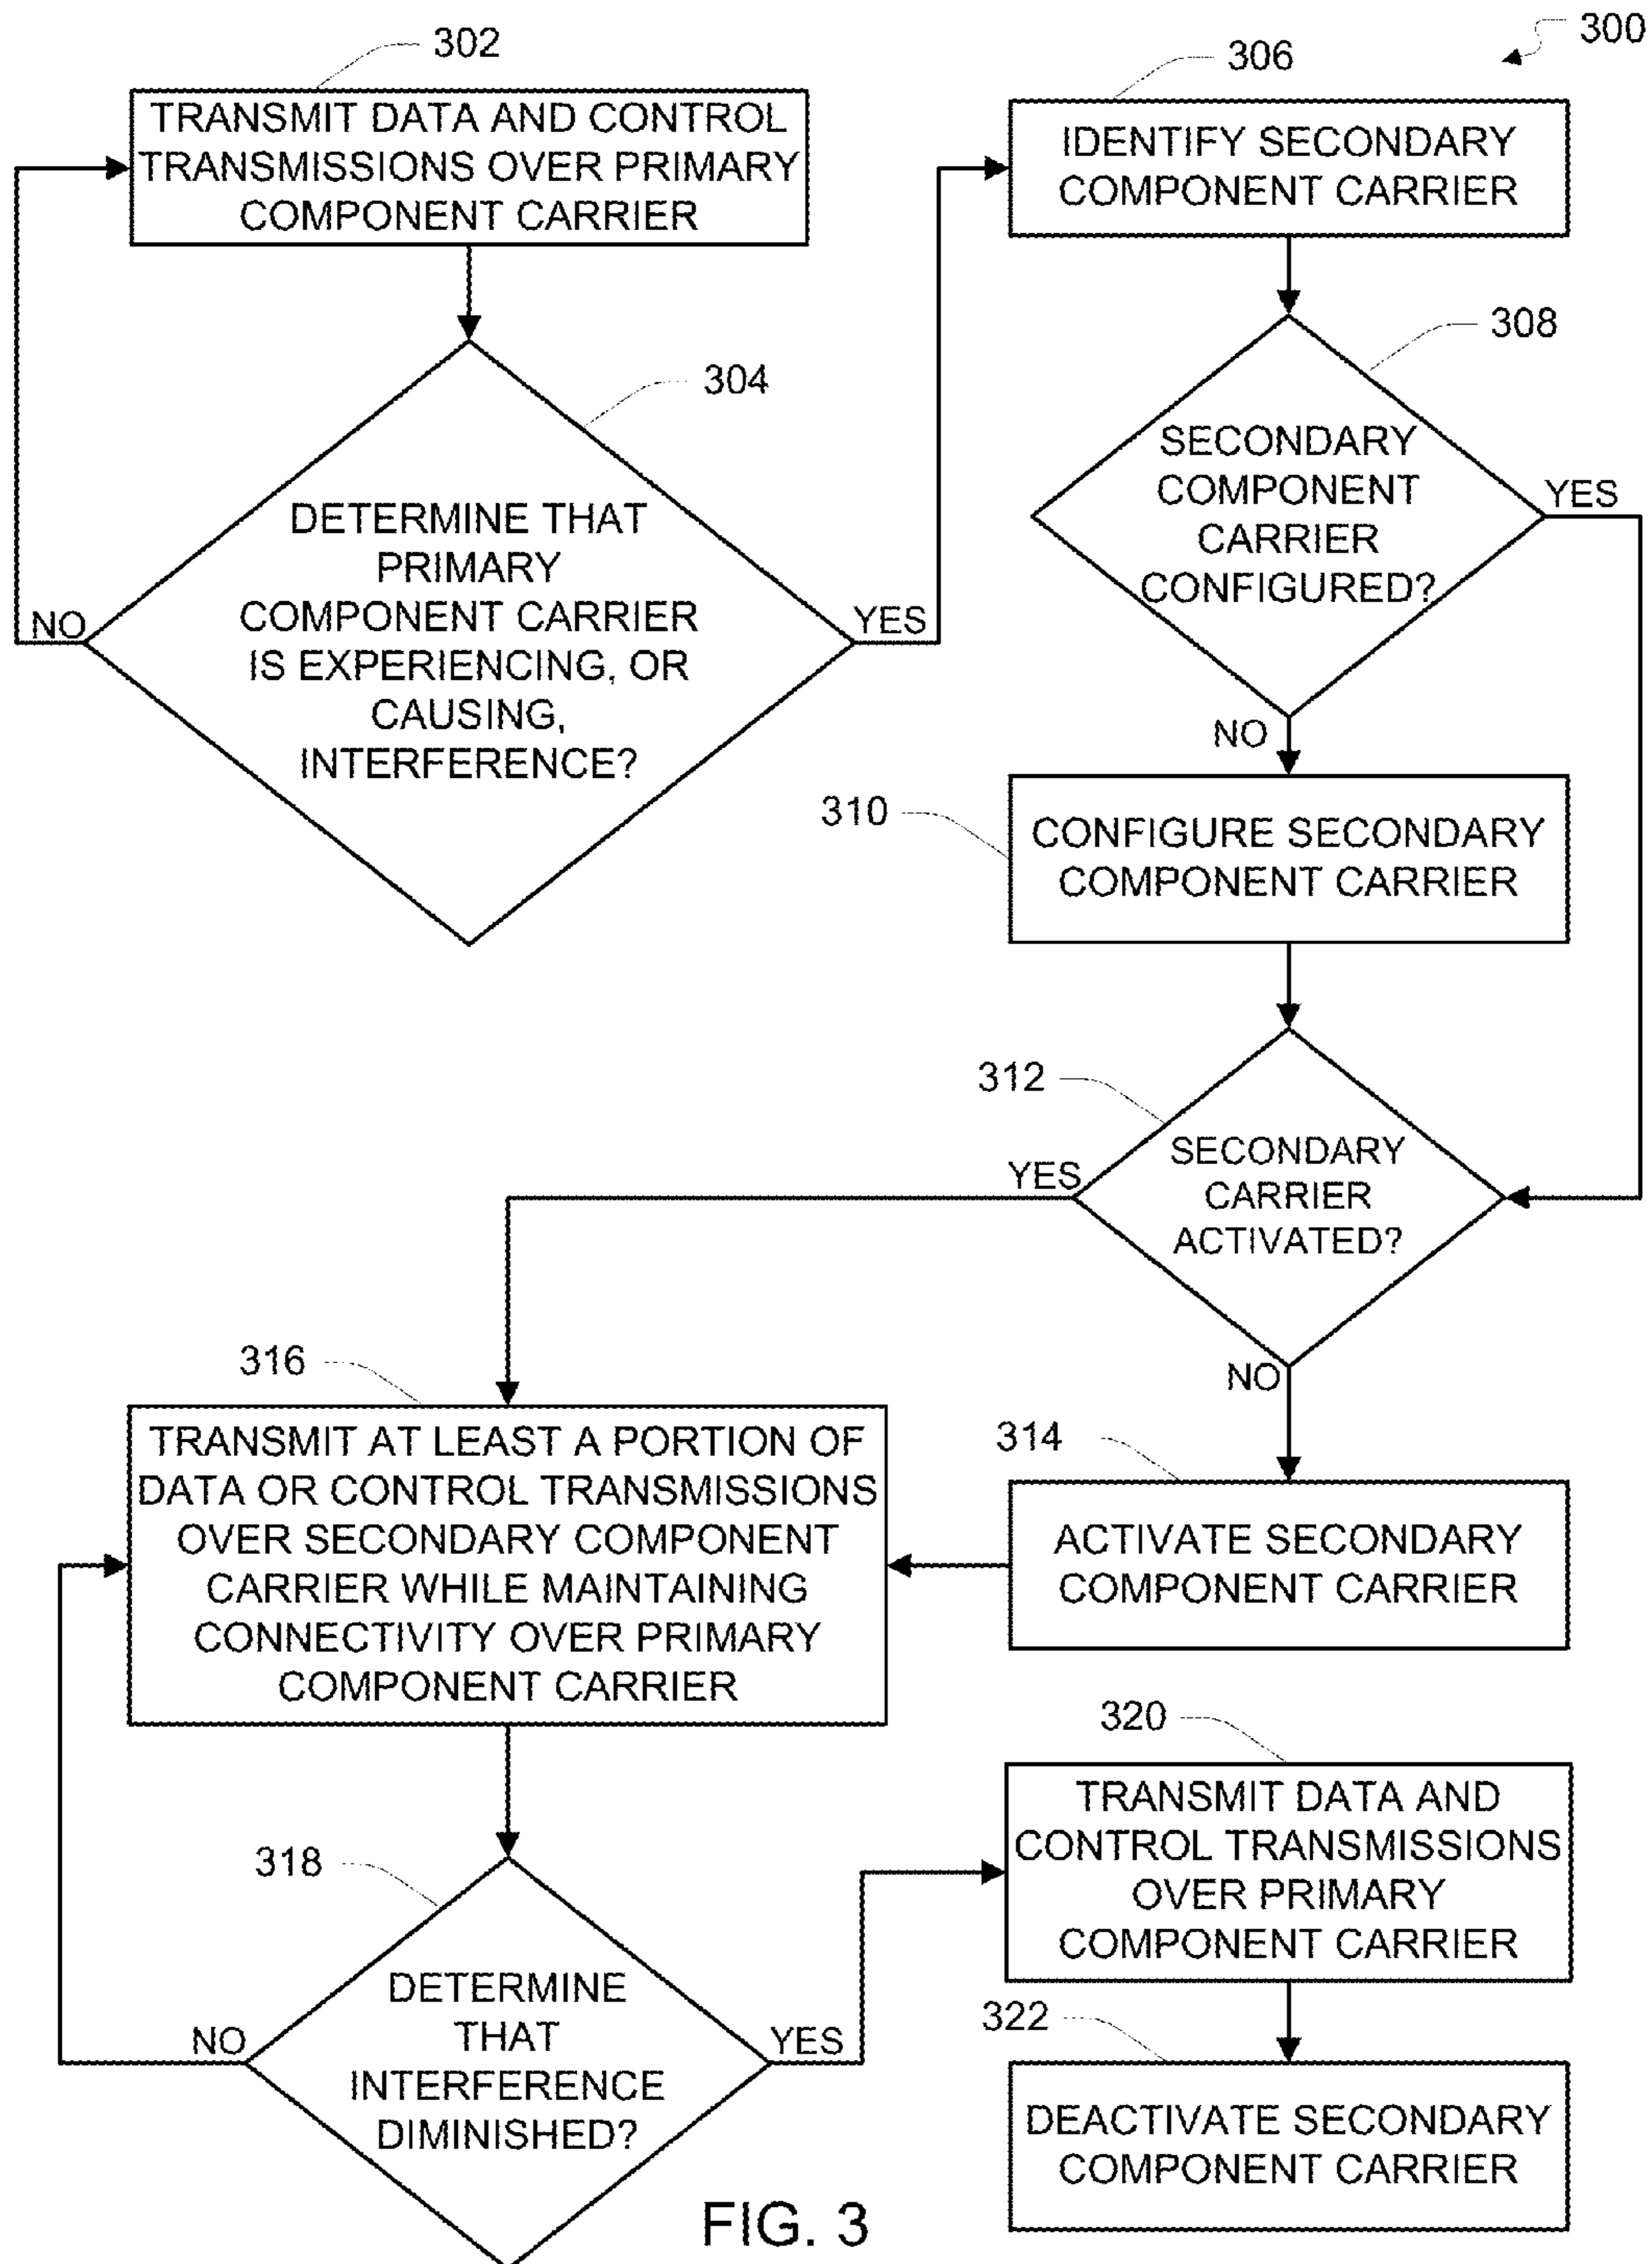 300
302
TRANSMIT DATA AND CONTROL
TRANSMISSIONS OVER PRIMARY
COMPONENT CARRIER
304
DETERMINE THAT
PRIMARY
COMPONENT CARRIER
IS EXPERIENCING, OR
CAUSING,
INTERFERENCE?
NO
YES
306
IDENTIFY SECONDARY
COMPONENT CARRIER
308
SECONDARY
COMPONENT
CARRIER
CONFIGURED?
YES
NO
310
CONFIGURE SECONDARY
COMPONENT CARRIER
312
SECONDARY
CARRIER
ACTIVATED?
YES
NO
314
ACTIVATE SECONDARY
COMPONENT CARRIER
316
TRANSMIT AT LEAST A PORTION OF
DATA OR CONTROL TRANSMISSIONS
OVER SECONDARY COMPONENT
CARRIER WHILE MAINTAINING
CONNECTIVITY OVER PRIMARY
COMPONENT CARRIER
318
DETERMINE
THAT
INTERFERENCE
DIMINISHED?
NO
YES
320
TRANSMIT DATA AND
CONTROL TRANSMISSIONS
OVER PRIMARY
COMPONENT CARRIER
322
DEACTIVATE SECONDARY
COMPONENT CARRIER
FIG. 3